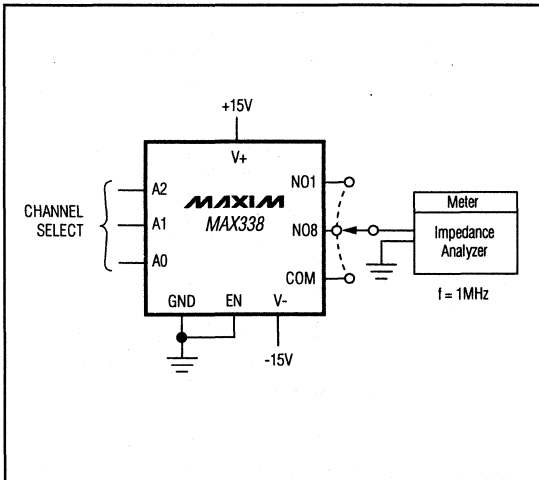 +15V
V+
CHANNEL
SELECT
A2
A1
A0
MAXIM
MAX338
NO1
NO8
COM
GND
EN
V-
-15V
Meter
Impedance
Analyzer
f = 1MHz